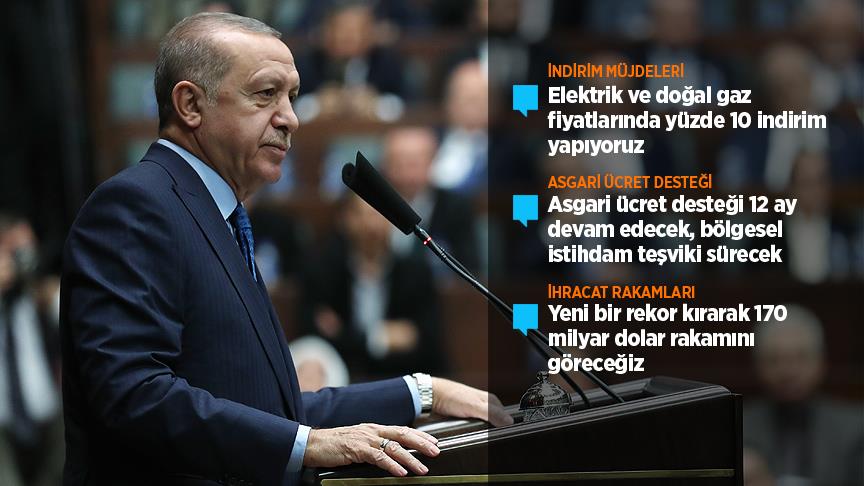 İNDİRİM MÜJDELERİ
Elektrik ve doğal gaz
fiyatlarında yüzde 10 indirim
yapıyoruz
ASGARİ ÜCRET DESTEĞİ
Asgari ücret desteği 12 ay
devam edecek, bölgesel
istihdam teşviki sürecek
İHRACAT RAKAMLARI
Yeni bir rekor kırarak 170
milyar dolar rakamını
göreceğiz